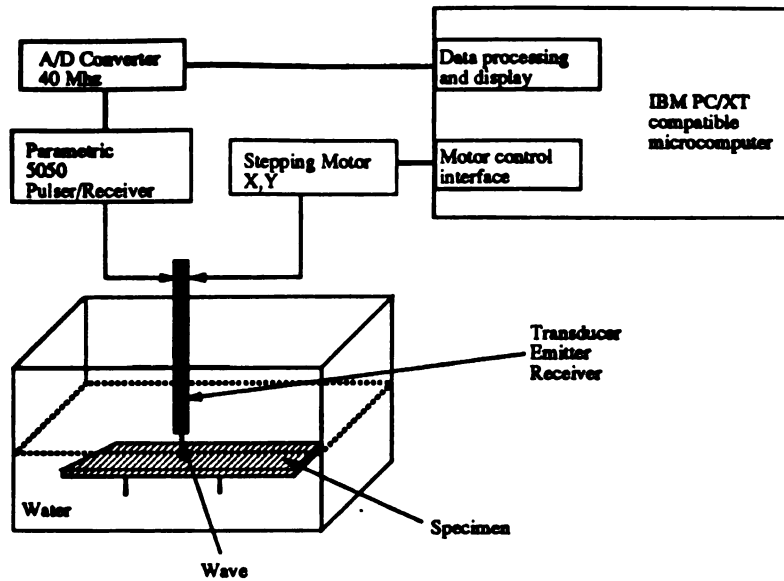 A/D Converter
40 Mhz
Data processing
and display
IBM PC/XT
compatible
microcomputer
Parametric
5050
Pulser/Receiver
Stepping Motor
X,Y
Motor control
interface
Transducer
Emitter
Receiver
Water
Specimen
Wave